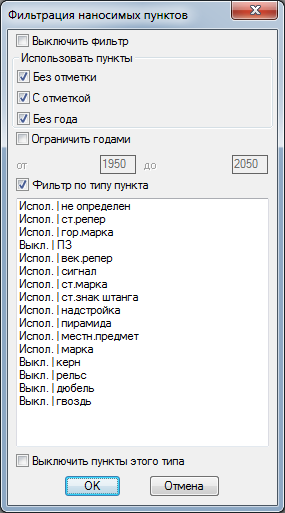 Фильтрация наносимых пунктов
Выключить фильтр
Использовать пункты
Без отметки
С отметкой
Без года
Ограничить годами
от 1950 до 2050
Фильтр по типу пункта
Испол. | не определен
Испол. | ст.репер
Испол. | гор.марка
Выкл. | ПЗ
Испол. | век.репер
Испол. | сигнал
Испол. | ст.марка
Испол. | ст.знак штанга
Испол. | надстройка
Испол. | пирамида
Испол. | местн.предмет
Испол. | марка
Выкл. | керн
Выкл. | рельс
Выкл. | дюбель
Выкл. | гвоздь
Выключить пункты этого типа
OK Отмена